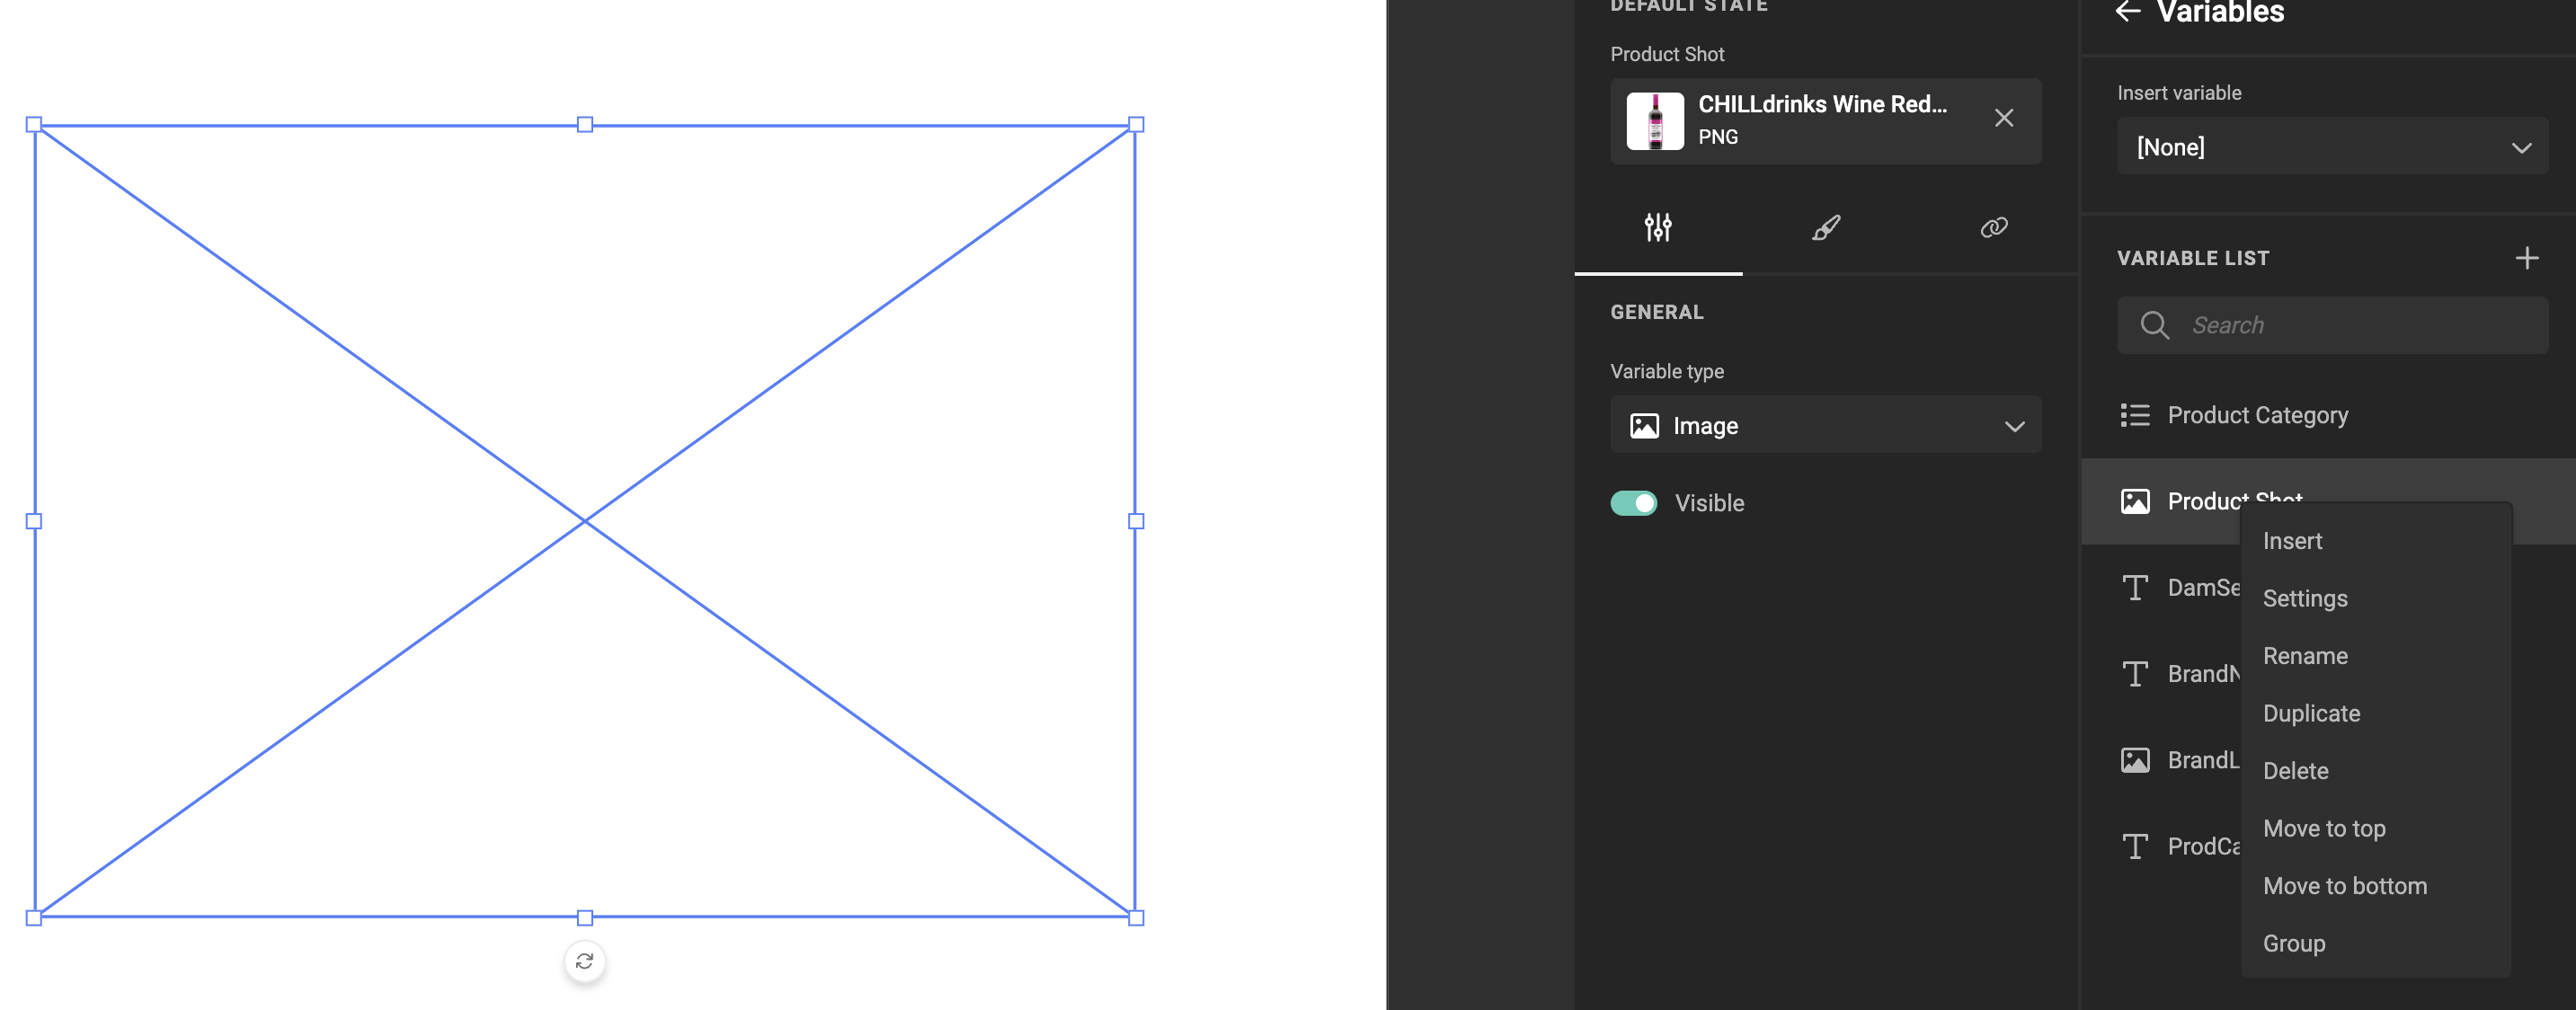 DEFAULT STATE
Product Shot
CHILLdrinks Wine Red...
PNG
GENERAL
Variable type
Image
Visible
Variables
Insert variable
[None]
VARIABLE LIST
Search
Product Category
Product Shot
DamSe
BrandN
BrandL
ProdCa
Insert
Settings
Rename
Duplicate
Delete
Move to top
Move to bottom
Group